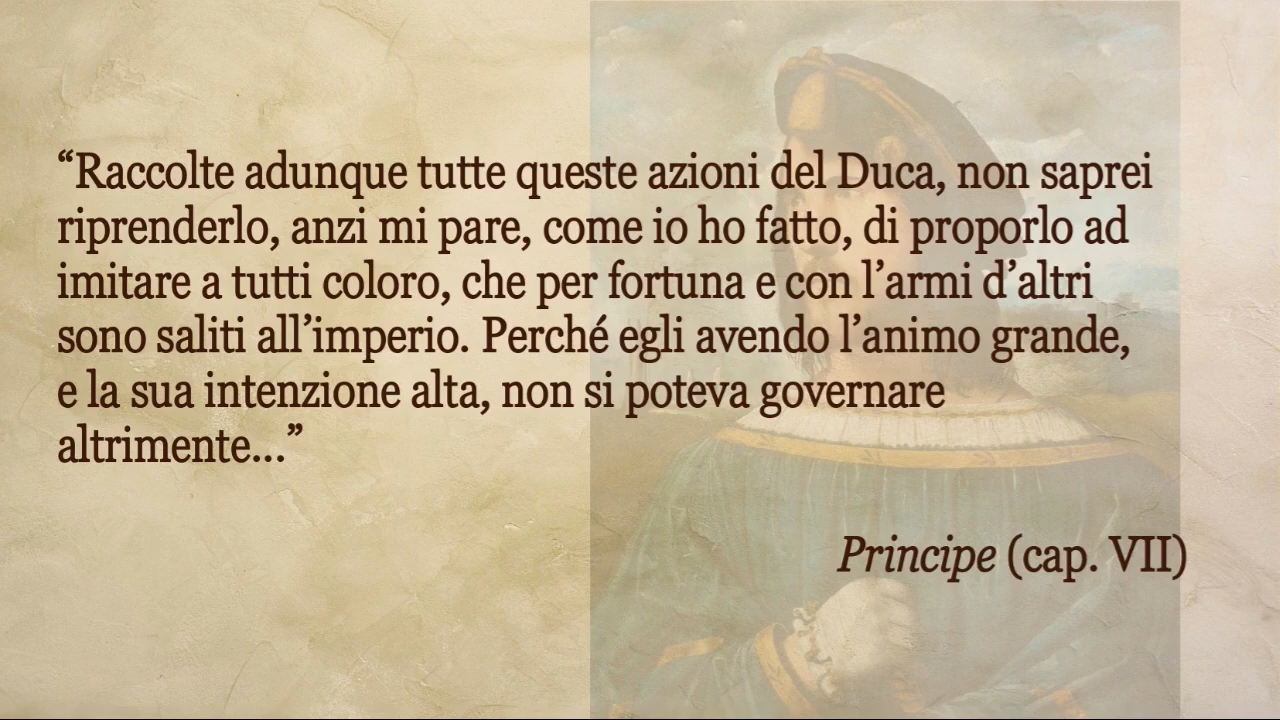 “Raccolte adunque tutte queste azioni del Duca, non saprei
riprenderlo, anzi mi pare, come io ho fatto, di proporlo ad
imitare a tutti coloro, che per fortuna e con l’armi d’altri
sono saliti all’imperio. Perché egli avendo l’animo grande,
e la sua intenzione alta, non si poteva governare
altrimente...”
Principe (cap. VII)